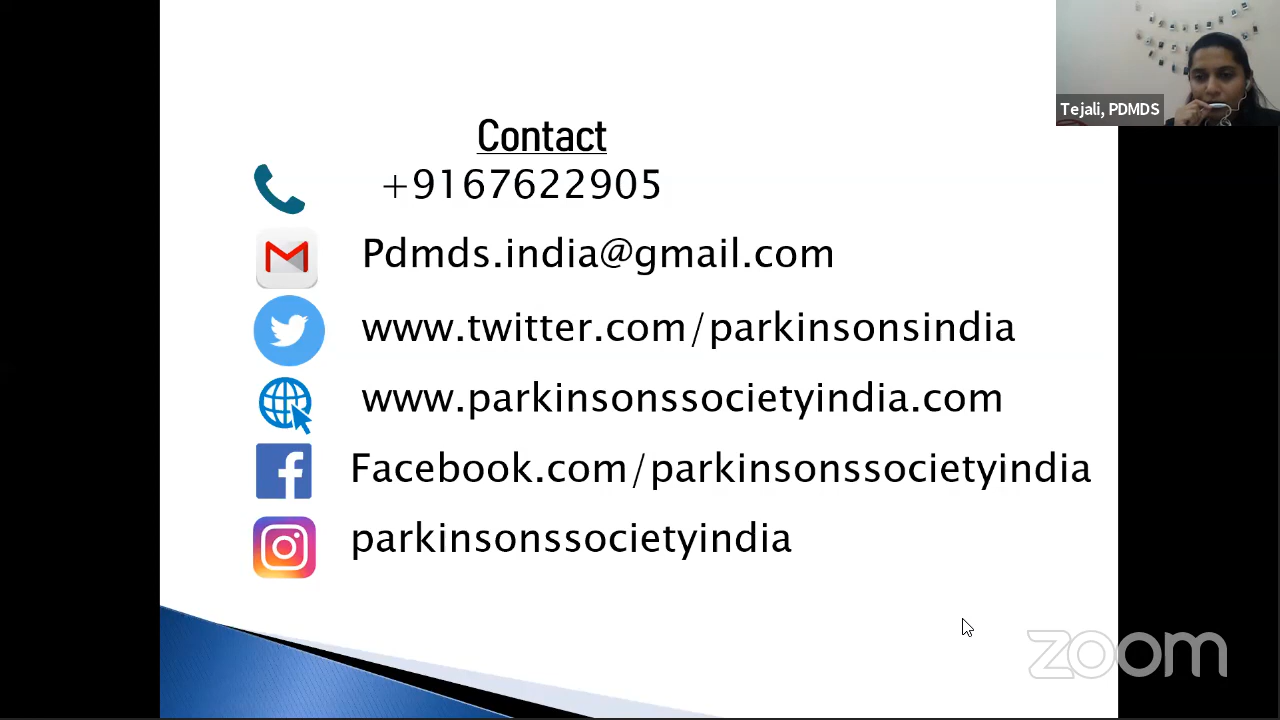 Tejali, PDMDS
Contact
+9167622905
Pdmds.india@gmail.com
www.twitter.com/parkinsonsindia
www.parkinsonssocietyindia.com
Facebook.com/parkinsonssocietyindia
parkinsonssocietyindia
zoom